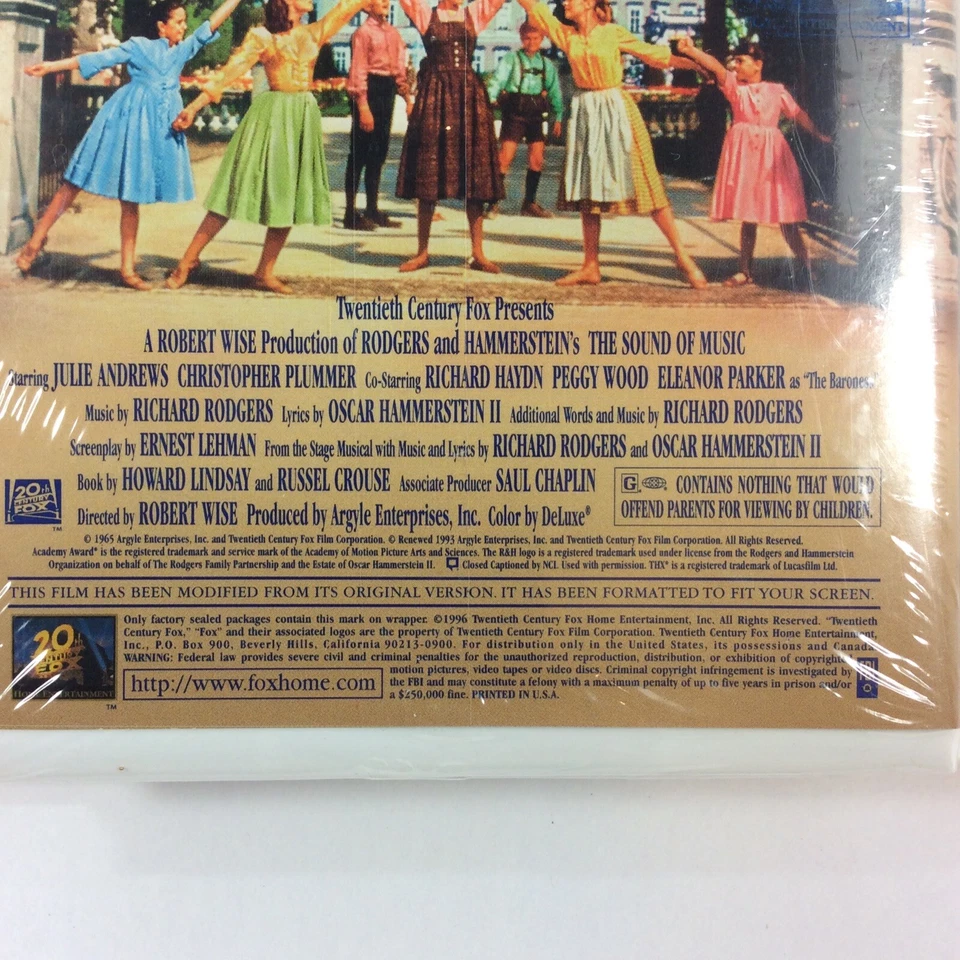 Twentieth Century Fox Presents
A ROBERT WISE Production of RODGERS and HAMMERSTEIN's THE SOUND OF MUSIC
Starring JULIE ANDREWS CHRISTOPHER PLUMMER Co-Starring RICHARD HAYDN PEGGY WOOD ELEANOR PARKER as "The Baroness"
Music by RICHARD RODGERS Lyrics by OSCAR HAMMERSTEIN II Additional Words and Music by RICHARD RODGERS
Screenplay by ERNEST LEHMAN From the Stage Musical with Music and Lyrics by RICHARD RODGERS and OSCAR HAMMERSTEIN II
Book by HOWARD LINDSAY and RUSSEL CROUSE Associate Producer SAUL CHAPLIN
Directed by ROBERT WISE Produced by Argyle Enterprises, Inc. Color by DeLuxe®
20th CENTURY FOX TM
G CONTAINS NOTHING THAT WOULD
OFFEND PARENTS FOR VIEWING BY CHILDREN.
© 1965 Argyle Enterprises, Inc. and Twentieth Century Fox Film Corporation. © Renewed 1993 Argyle Enterprises, Inc. and Twentieth Century Fox Film Corporation. All Rights Reserved.
Academy Award® is the registered trademark and service mark of the Academy of Motion Picture Arts and Sciences. The R&H logo is a registered trademark used under license from the Rodgers and Hammerstein
Organization on behalf of The Rodgers Family Partnership and the Estate of Oscar Hammerstein II. Closed Captioned by NCI. Used with permission. THX® is a registered trademark of Lucasfilm Ltd.
THIS FILM HAS BEEN MODIFIED FROM ITS ORIGINAL VERSION. IT HAS BEEN FORMATTED TO FIT YOUR SCREEN.
20th CENTURY FOX
HOME ENTERTAINMENT
TM
Only factory sealed packages contain this mark on wrapper. ©1996 Twentieth Century Fox Home Entertainment, Inc. All Rights Reserved. "Twentieth
Century Fox," "Fox" and their associated logos are the property of Twentieth Century Fox Film Corporation. Twentieth Century Fox Home Entertainment,
Inc., P.O. Box 900, Beverly Hills, California 90213-0900. For distribution only in the United States, its possessions and Canada
WARNING: Federal law provides severe civil and criminal penalties for the unauthorized reproduction, distribution, or exhibition of copyrighted
motion pictures, video tapes or video discs. Criminal copyright infringement is investigated by
the FBI and may constitute a felony with a maximum penalty of up to five years in prison and/or
a $250,000 fine. PRINTED IN U.S.A.
http://www.foxhome.com
FBI